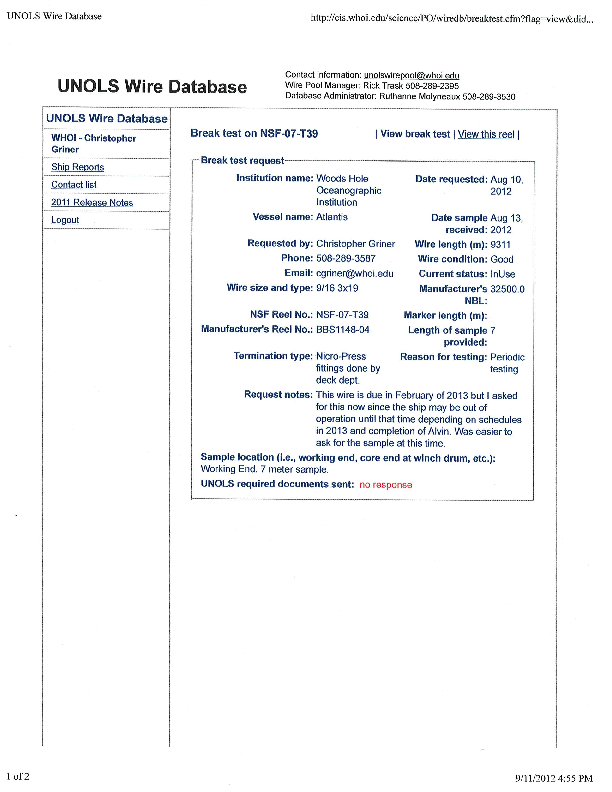 UNOLS Wire Database
http://cis.whoi.edu/science/PO/wiredb/breaktest.cfm?flag=view&did...
UNOLS Wire Database
Contact information: unolswirepool@whoi.edu
Wire Pool Manager: Rick Trask 508-289-2395
Database Administrator: Ruthanne Molyneaux 508-289-3530
UNOLS Wire Database
WHOI - Christopher
Griner
Ship Reports
Contact list
2011 Release Notes
Logout
Break test on NSF-07-T39 | View break test | View this reel |
Break test request
Institution name: Woods Hole
Oceanographic
Institution
Date requested: Aug 10,
2012
Vessel name: Atlantis
Date sample Aug 13,
received: 2012
Requested by: Christopher Griner
Wire length (m): 9311
Phone: 508-289-3587
Wire condition: Good
Email: cgriner@whoi.edu
Current status: InUse
Wire size and type: 9/16 3x19
Manufacturer's 32500.0
NBL:
NSF Reel No.: NSF-07-T39
Marker length (m):
Manufacturer's Reel No.: BBS1148-04
Length of sample 7
provided:
Termination type: Nicro-Press
fittings done by
deck dept.
Reason for testing: Periodic
testing
Request notes: This wire is due in February of 2013 but I asked
for this now since the ship may be out of
operation until that time depending on schedules
in 2013 and completion of Alvin. Was easier to
ask for the sample at this time.
Sample location (i.e., working end, core end at winch drum, etc.):
Working End. 7 meter sample.
UNOLS required documents sent: no response
1 of 2
9/11/2012 4:55 PM